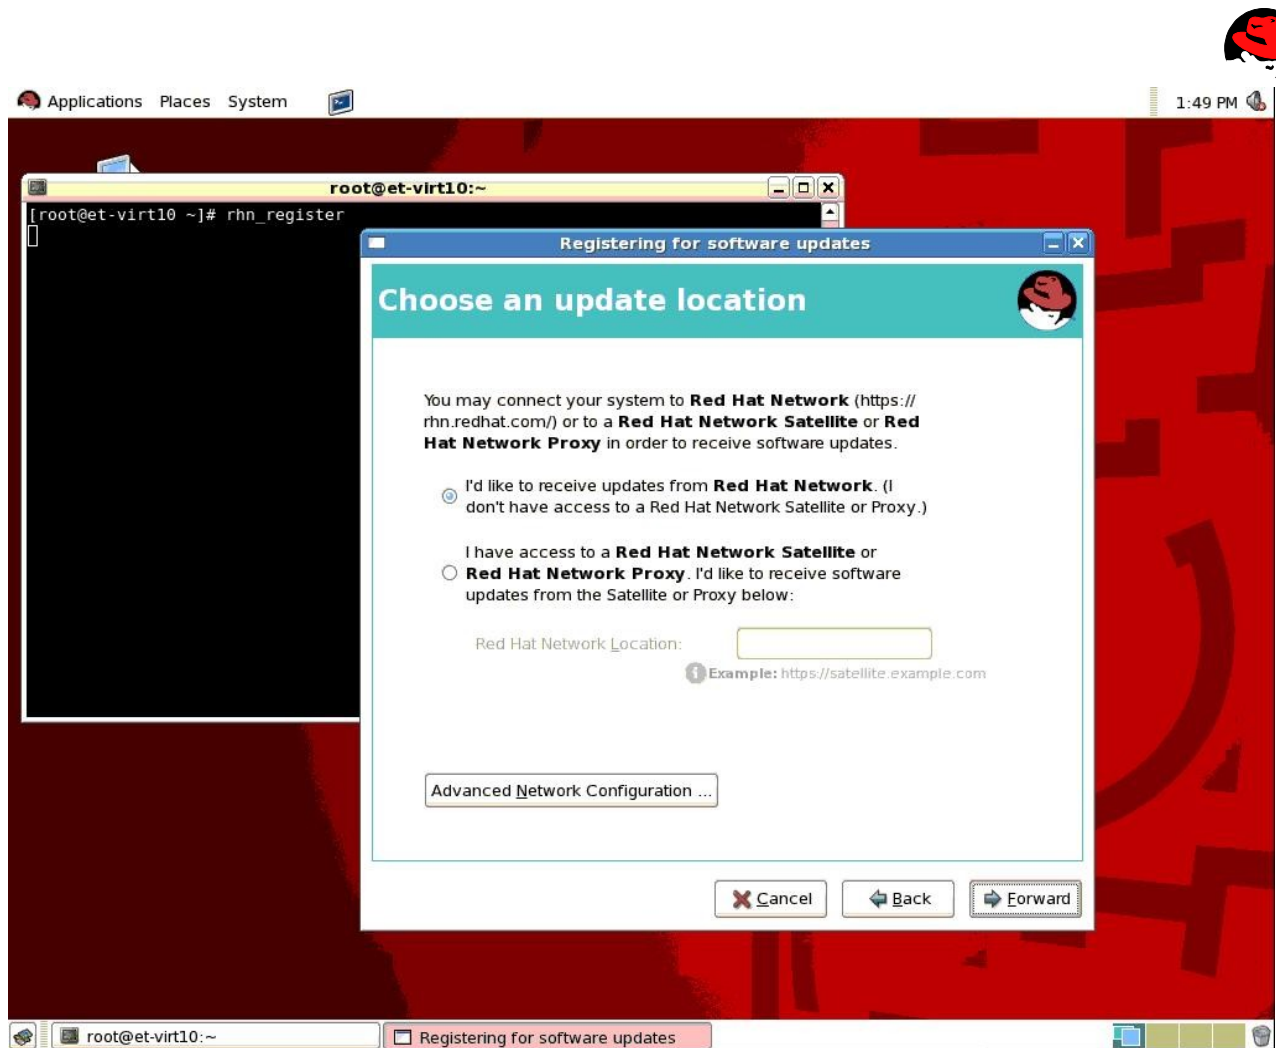 Applications Places System
1:49 PM
root@et-virt10:~
[root@et-virt10 ~]# rhn_register
Registering for software updates
Choose an update location
You may connect your system to Red Hat Network (https://
rhn.redhat.com/) or to a Red Hat Network Satellite or Red
Hat Network Proxy in order to receive software updates.
I'd like to receive updates from Red Hat Network. (I
don't have access to a Red Hat Network Satellite or Proxy.)
I have access to a Red Hat Network Satellite or
Red Hat Network Proxy. I'd like to receive software
updates from the Satellite or Proxy below:
Red Hat Network Location:
Example: https://satellite.example.com
Advanced Network Configuration ...
Cancel Back Forward
root@et-virt10:~ Registering for software updates